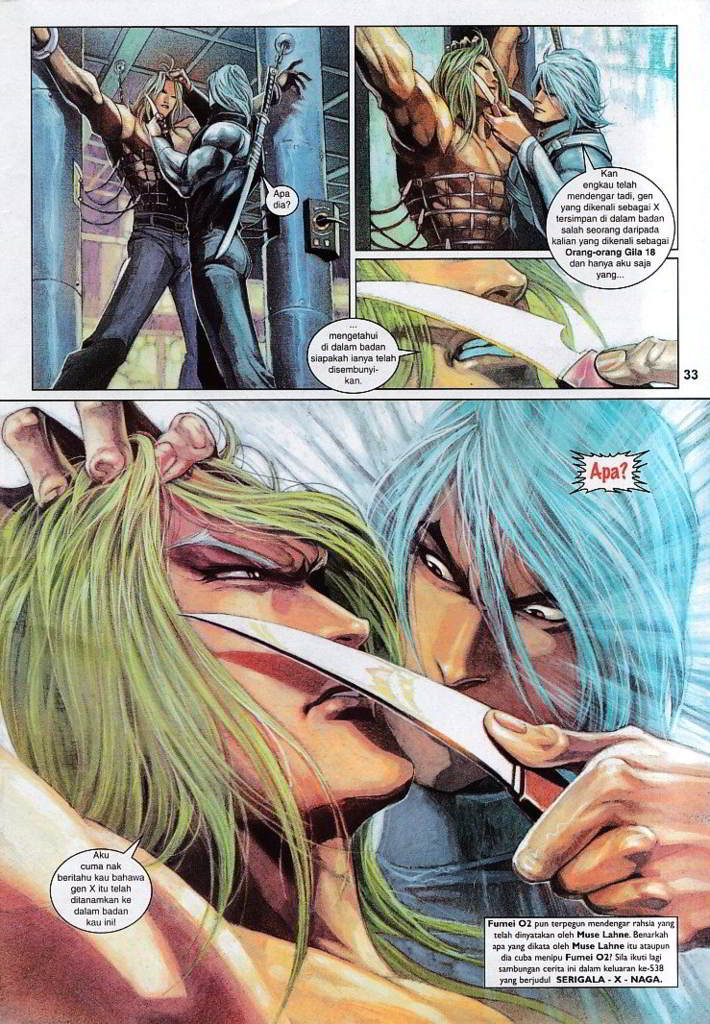 Apa
dia?
Kan
engkau telah
mendengar tadi, gen
yang dikenali sebagai X
tersimpan di dalam badan
salah seorang daripada
kalian yang dikenali sebagai
Orang-orang Gila 18
dan hanya aku saja
yang...
...
mengetahui
di dalam badan
siapakah ianya telah
disembunyi-
kan.
33
Apa?
Aku
cuma nak
beritahu kau bahawa
gen X itu telah
ditanamkan ke
dalam badan
kau ini!
Fumei O2 pun terpegun mendengar rahsia yang
telah dinyatakan oleh Muse Lahne. Benarkah
apa yang dikata oleh Muse Lahne itu ataupun
dia cuba menipu Fumei O2? Sila ikuti lagi
sambungan cerita ini dalam keluaran ke-538
yang berjudul SERIGALA - X - NAGA.